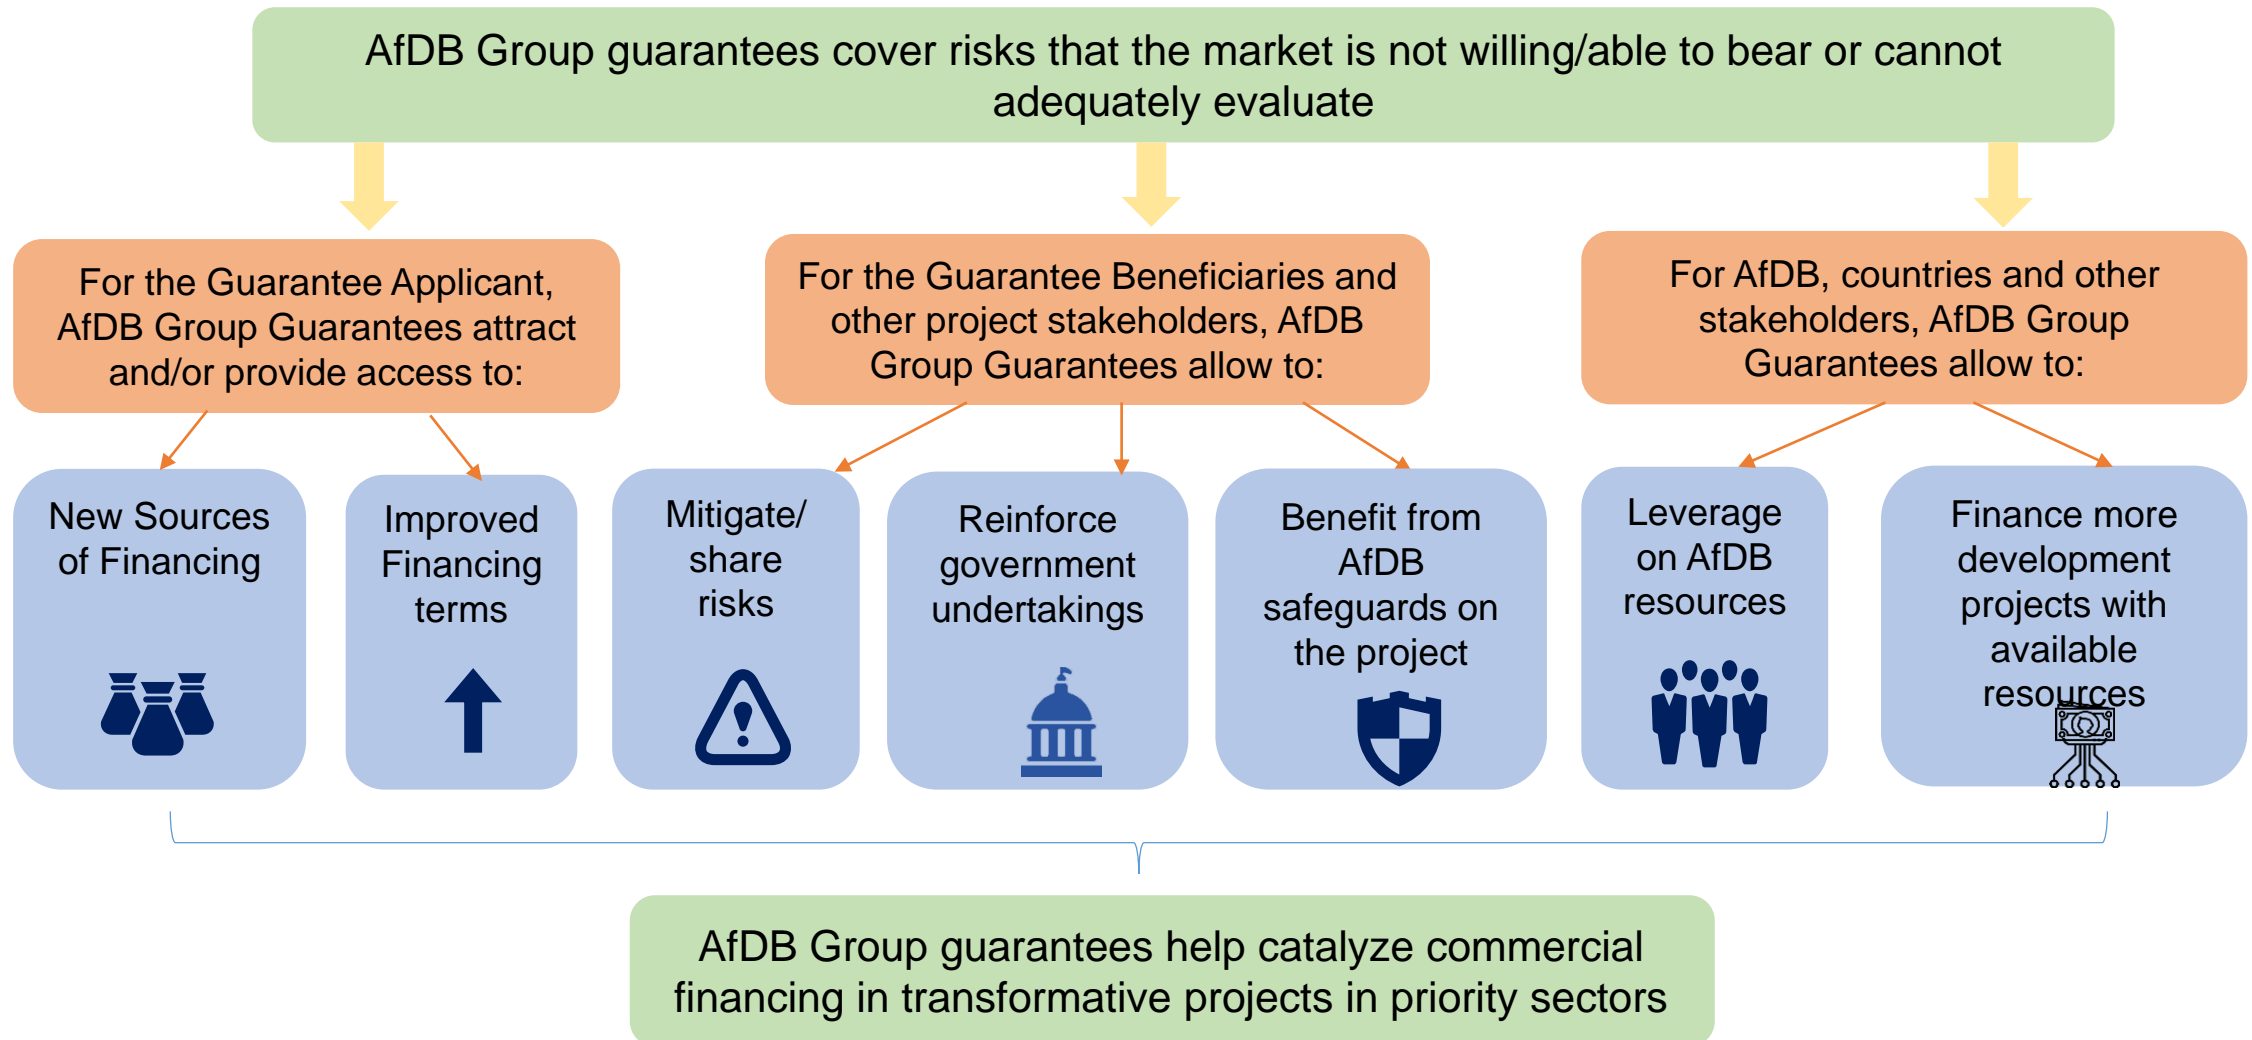 AfDB Group guarantees cover risks that the market is not willing/able to bear or cannot
adequately evaluate
For the Guarantee Applicant,
AfDB Group Guarantees attract
and/or provide access to:
For the Guarantee Beneficiaries and
other project stakeholders, AfDB
Group Guarantees allow to:
For AfDB, countries and other
stakeholders, AfDB Group
Guarantees allow to:
New Sources
of Financing
Improved
Financing
terms
Mitigate/
share
risks
Reinforce
government
undertakings
Benefit from
AfDB
safeguards on
the project
Leverage
on AfDB
resources
Finance more
development
projects with
available
resources
AfDB Group guarantees help catalyze commercial
financing in transformative projects in priority sectors